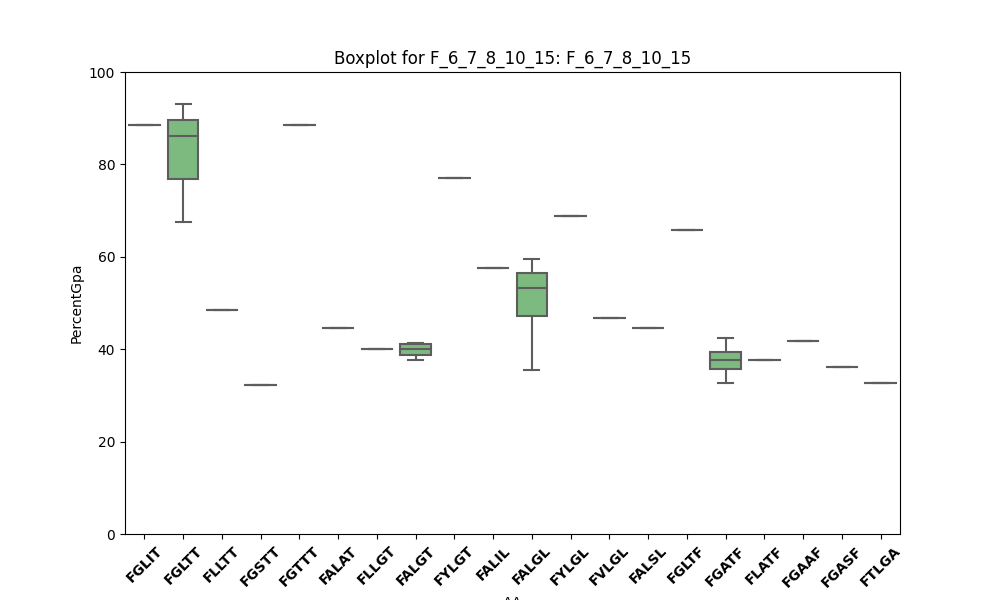 Boxplot for F_6_7_8_10_15: F_6_7_8_10_15
PercentGpa
100
80
60
40
20
0
FGLIT FGLTT FLLTT FGSTT FGTTT FALAT FLLGT FALGT FYLGT FALIL FALGL FYLGL FVLGL FALSL FGLTF FGATF FLATF FGAAF FGASF FTLGA
AA